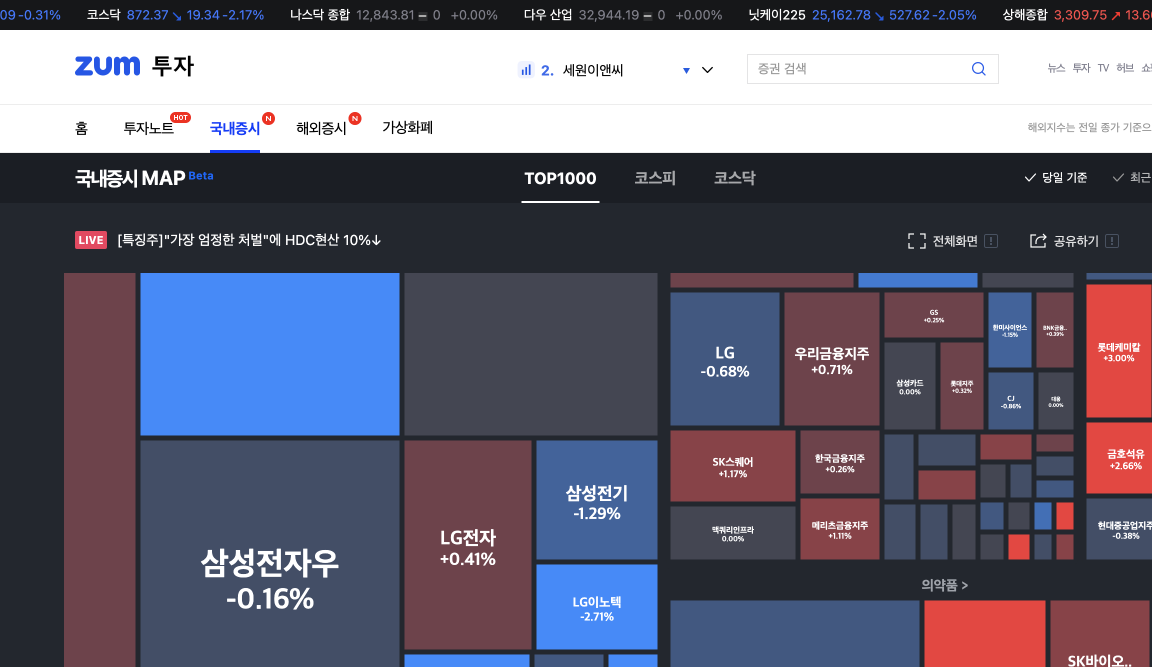 09 -0.31% 코스닥 872.37 ↘ 19.34 -2.17% 나스닥 종합 12,843.81 0 +0.00% 다우 산업 32,944.19 0 +0.00% 닛케이225 25,162.78 ↘ 527.62 -2.05% 상해종합 3,309.75 ↗ 13.6
zum 투자
2. 세원이앤씨 ▼
증권 검색
뉴스 투자 TV 허브
홈 투자노트 HOT 국내증시 N 해외증시 N 가상화폐
해외지수는 전일 종가 기준으
국내증시 MAP Beta
TOP1000 코스피 코스닥
당일 기준 최근
LIVE [특징주]"가장 엄정한 처벌"에 HDC현산 10%↓
전체화면 ! 공유하기 !
LG
-0.68%
우리금융지주
+0.71%
GS
+0.25%
한미사이언스
-1.15%
BNK금융..
+0.39%
삼성카드
0.00%
롯데지주
+0.32%
CJ
-0.86%
대웅
0.00%
롯데케미칼
+3.00%
SK스퀘어
+1.17%
한국금융지주
+0.26%
금호석유
+2.66%
맥쿼리인프라
0.00%
메리츠금융지주
+1.11%
현대중공업지주
-0.38%
삼성전자우
-0.16%
LG전자
+0.41%
삼성전기
-1.29%
LG이노텍
-2.71%
의약품 >
SK바이오..